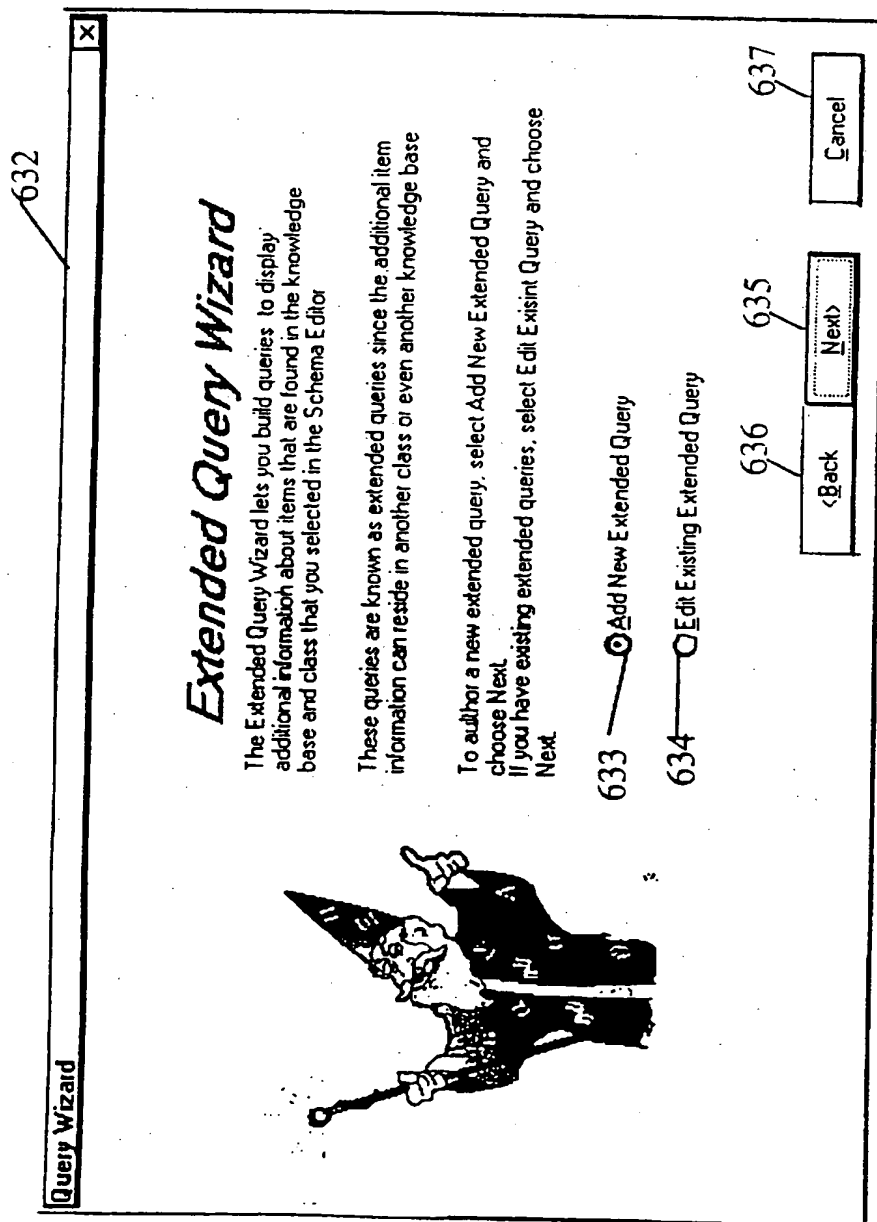 632
Query Wizard
Extended Query Wizard
The Extended Query Wizard lets you build queries to display
additional information about items that are found in the knowledge
base and class that you selected in the Schema Editor
These queries are known as extended queries since the additional item
information can reside in another class or even another knowledge base
To author a new extended query, select Add New Extended Query and
choose Next.
If you have existing extended queries, select Edit Exisint Query and choose
Next.
633
Add New Extended Query
634
Edit Existing Extended Query
636
635
637
<Back
Next>
Cancel